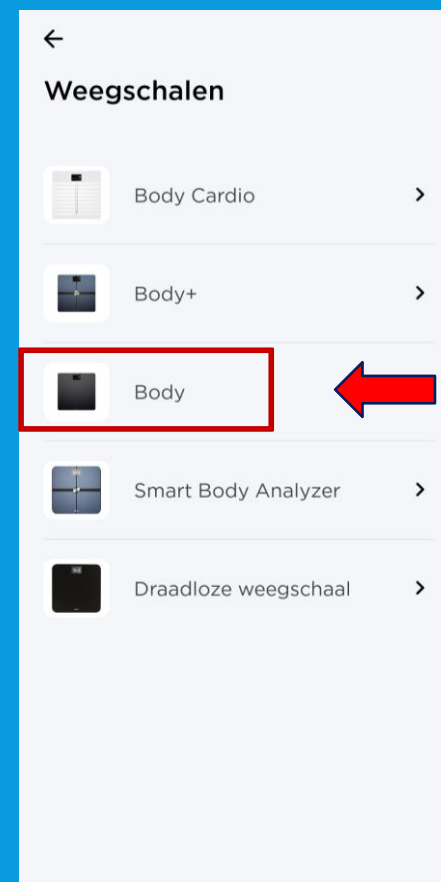 Weegschalen
Body Cardio
Body+
Body
Smart Body Analyzer
Draadloze weegschaal